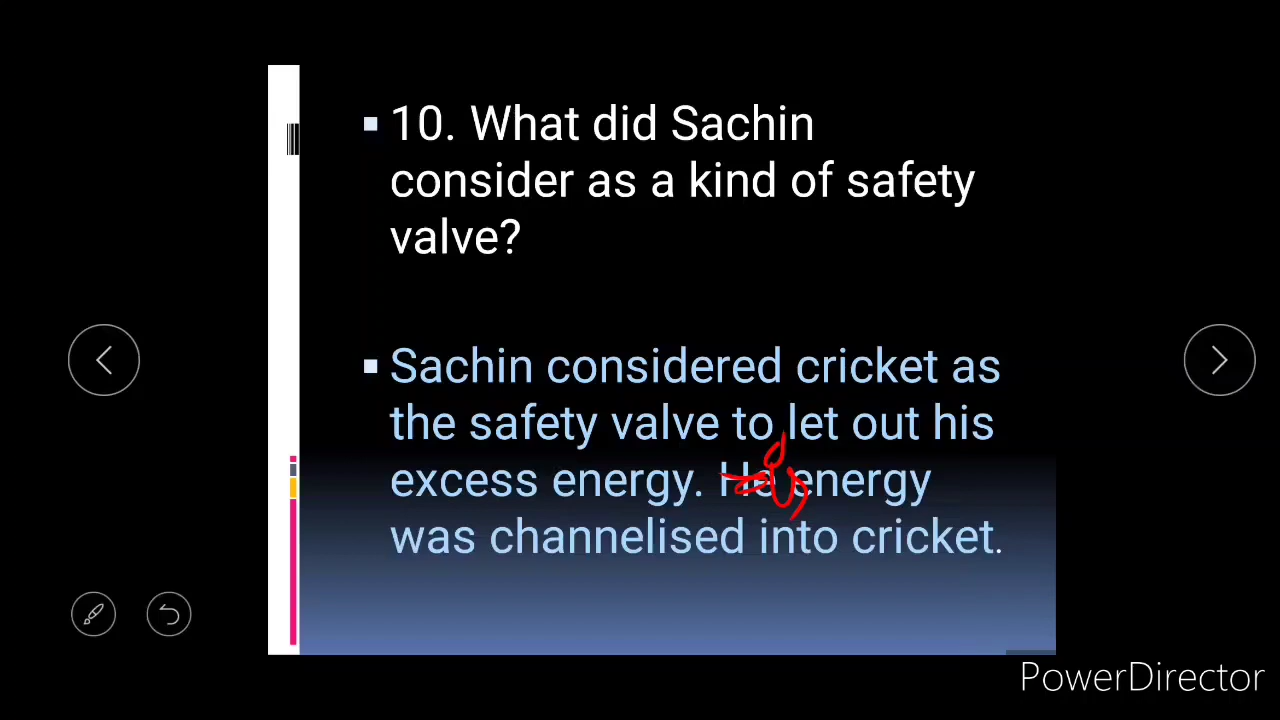 10. What did Sachin
consider as a kind of safety
valve?
Sachin considered cricket as
the safety valve to let out his
excess energy. He energy
was channelised into cricket.
PowerDirector